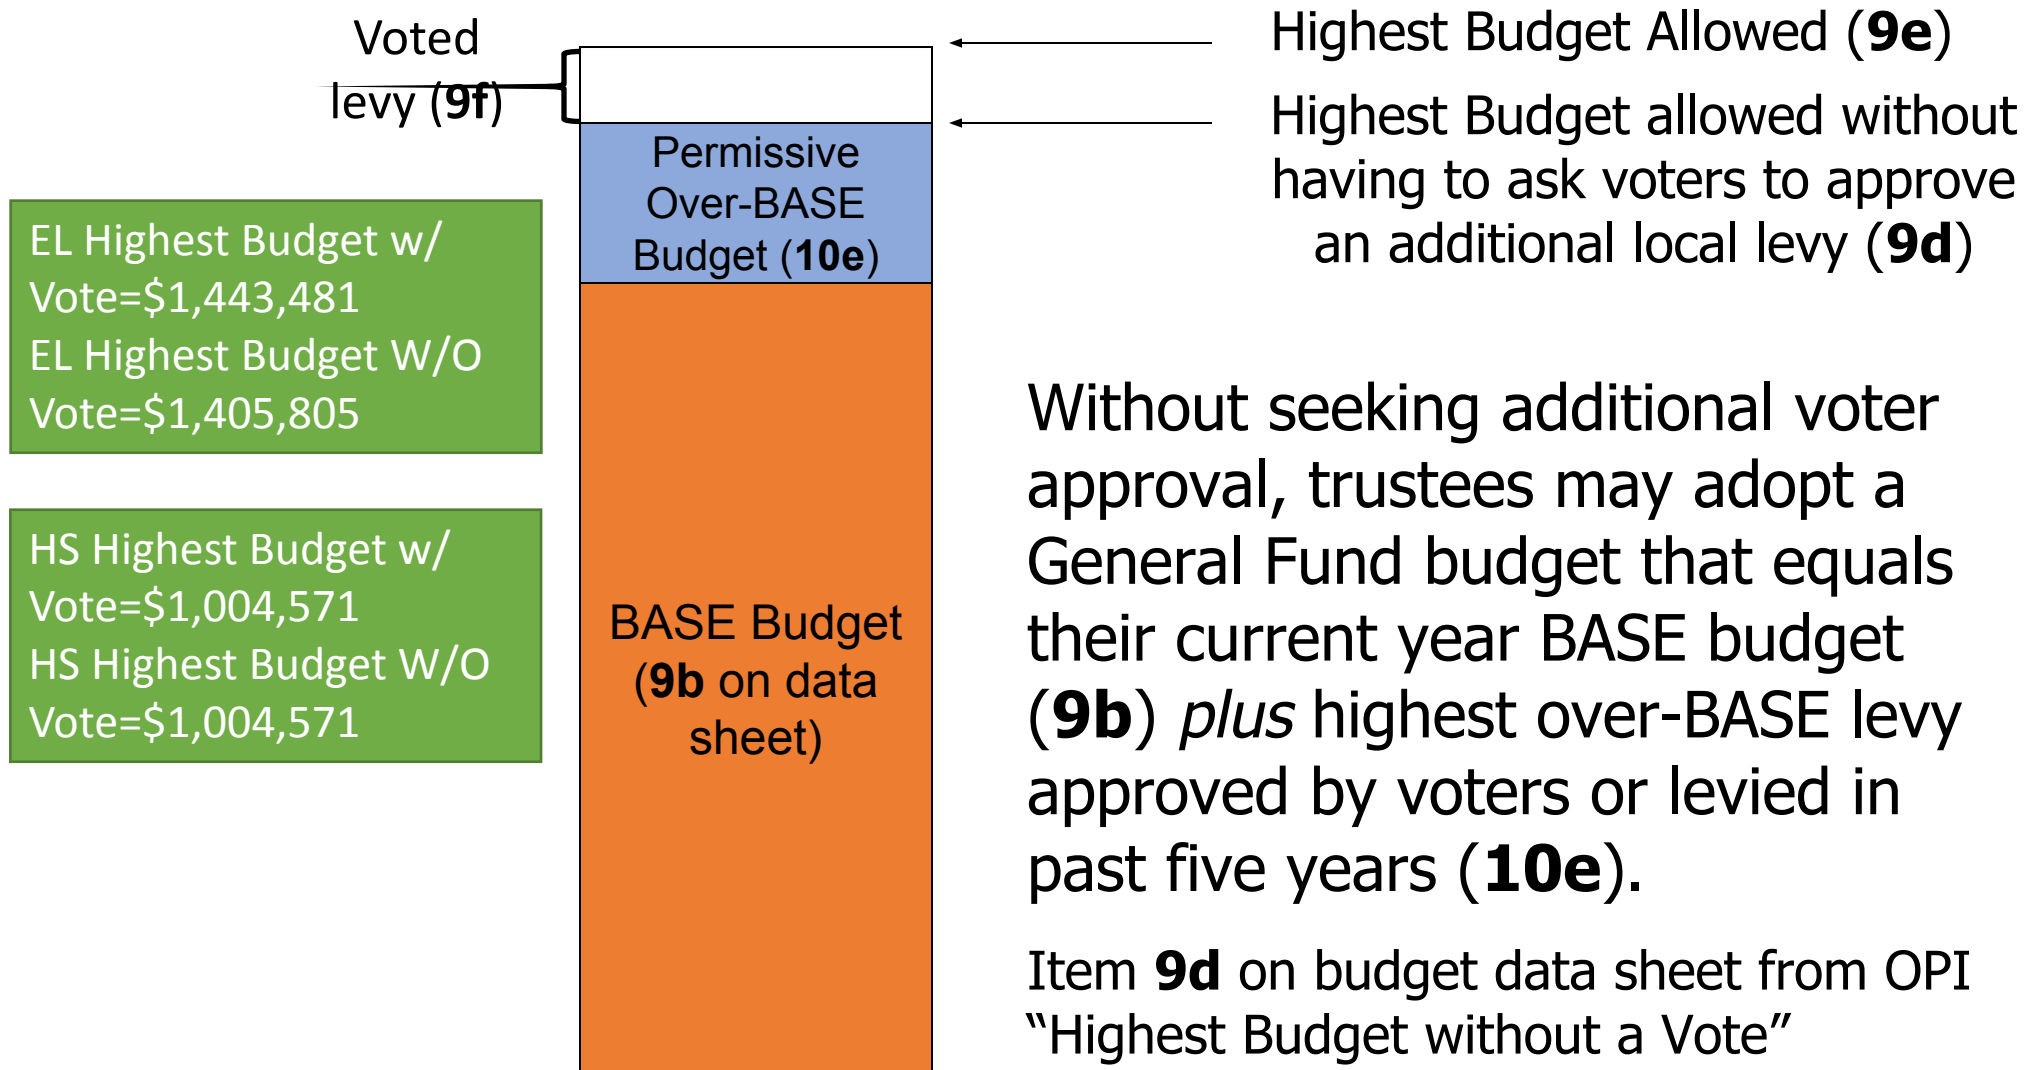 Voted
levy (9f)
Highest Budget Allowed (9e)
Highest Budget allowed without
having to ask voters to approve
an additional local levy (9d)
Permissive
Over-BASE
Budget (10e)
EL Highest Budget w/
Vote=$1,443,481
EL Highest Budget W/O
Vote=$1,405,805
HS Highest Budget w/
Vote=$1,004,571
HS Highest Budget W/O
Vote=$1,004,571
BASE Budget
(9b on data
sheet)
Without seeking additional voter
approval, trustees may adopt a
General Fund budget that equals
their current year BASE budget
(9b) plus highest over-BASE levy
approved by voters or levied in
past five years (10e).
Item 9d on budget data sheet from OPI
“Highest Budget without a Vote”